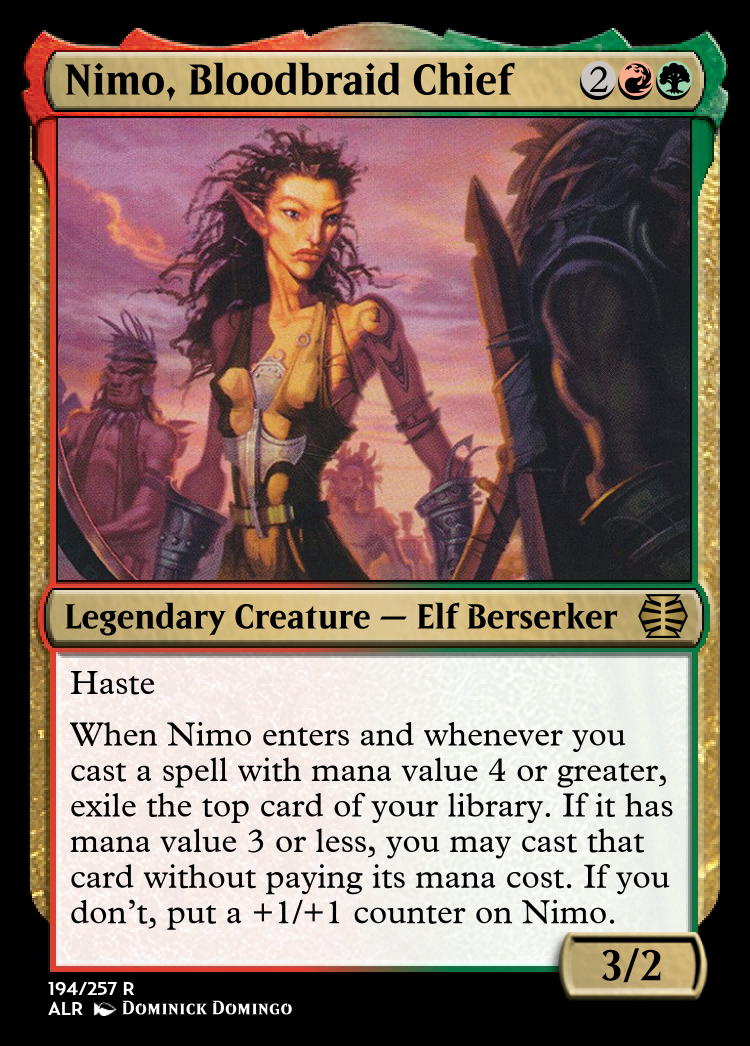 Nimo, Bloodbraid Chief 2
Legendary Creature — Elf Berserker
Haste
When Nimo enters and whenever you
cast a spell with mana value 4 or greater,
exile the top card of your library. If it has
mana value 3 or less, you may cast that
card without paying its mana cost. If you
don't, put a +1/+1 counter on Nimo.
3/2
194/257 R
ALR Dominick Domingo